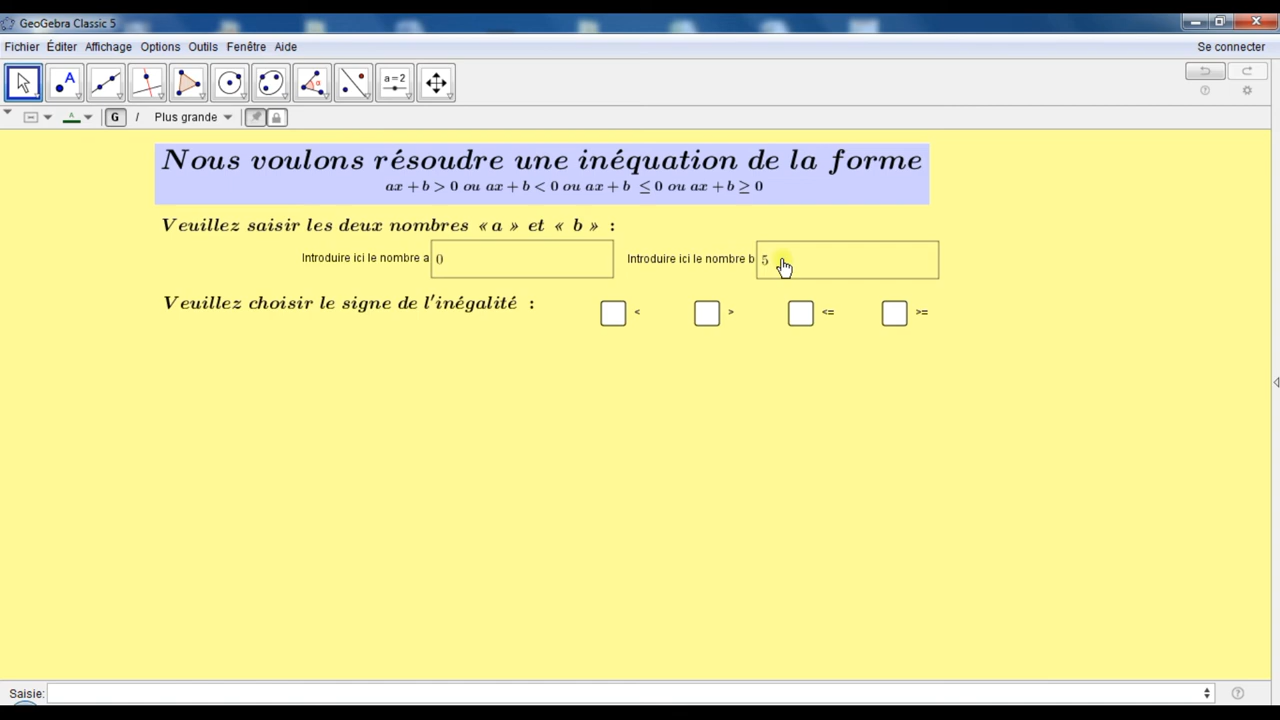 GeoGebra Classic 5
Fichier Éditer Affichage Options Outils Fenêtre Aide Se connecter
A
a=2
A G / Plus grande
Nous voulons résoudre une inéquation de la forme
ax + b > 0 ou ax + b < 0 ou ax + b ≤ 0 ou ax + b ≥ 0
Veuillez saisir les deux nombres « a » et « b » :
Introduire ici le nombre a 0 Introduire ici le nombre b 5
Veuillez choisir le signe de l'inégalité : < > <= >=
Saisie: